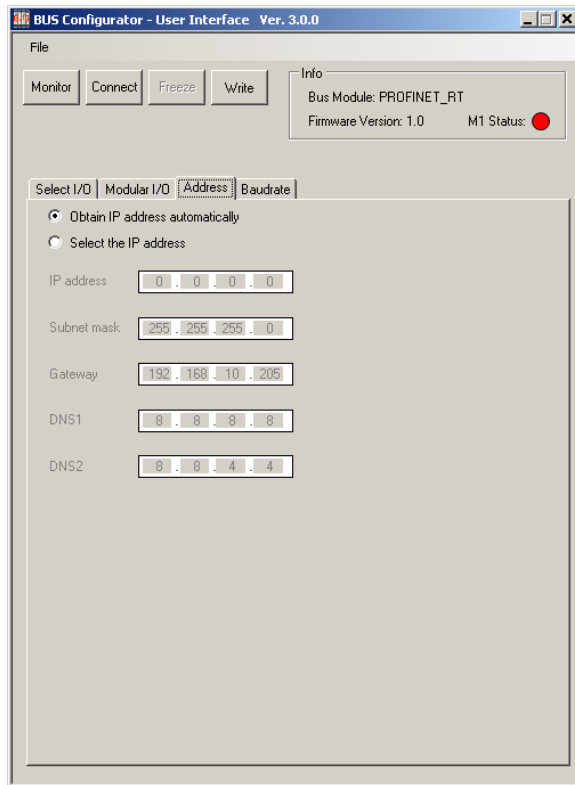 BUS Configurator - User Interface Ver. 3.0.0
File
Monitor Connect Freeze Write
Info
Bus Module: PROFINET_RT
Firmware Version: 1.0 M1 Status:
Select I/O Modular I/O Address Baudrate
Obtain IP address automatically
Select the IP address
IP address 0 . 0 . 0 . 0
Subnet mask 255 . 255 . 255 . 0
Gateway 192 . 168 . 10 . 205
DNS1 8 . 8 . 8 . 8
DNS2 8 . 8 . 4 . 4